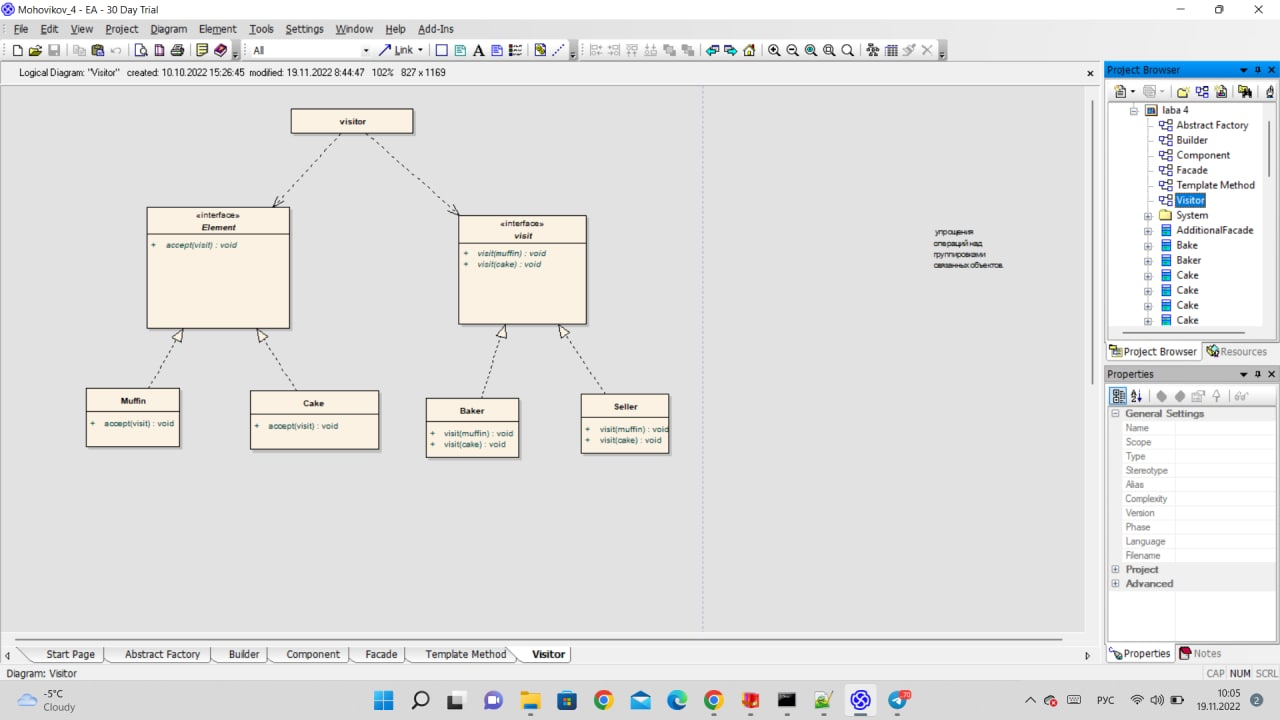 Mohovikov_4 - EA - 30 Day Trial
File Edit View Project Diagram Element Tools Settings Window Help Add-Ins
All Link
Logical Diagram: "Visitor" created: 10.10.2022 15:26:45 modified: 19.11.2022 8:44:47 102% 827 x 1169
visitor
«interface»
Element
+ accept(visit) : void
«interface»
visit
+ visit(muffin) : void
+ visit(cake) : void
упрощения
операций над
группировками
связанных объектов.
Muffin
+ accept(visit) : void
Cake
+ accept(visit) : void
Baker
+ visit(muffin) : void
+ visit(cake) : void
Seller
+ visit(muffin) : void
+ visit(cake) : void
Project Browser
laba 4
Abstract Factory
Builder
Component
Facade
Template Method
Visitor
System
AdditionalFacade
Bake
Baker
Cake
Cake
Cake
Cake
Project Browser Resources
Properties
General Settings
Name
Scope
Type
Stereotype
Alias
Complexity
Version
Phase
Language
Filename
Project
Advanced
Properties Notes
Start Page Abstract Factory Builder Component Facade Template Method Visitor
Diagram: Visitor
CAP NUM SCRL
-5°C
Cloudy
70
РУС
10:05
19.11.2022
2